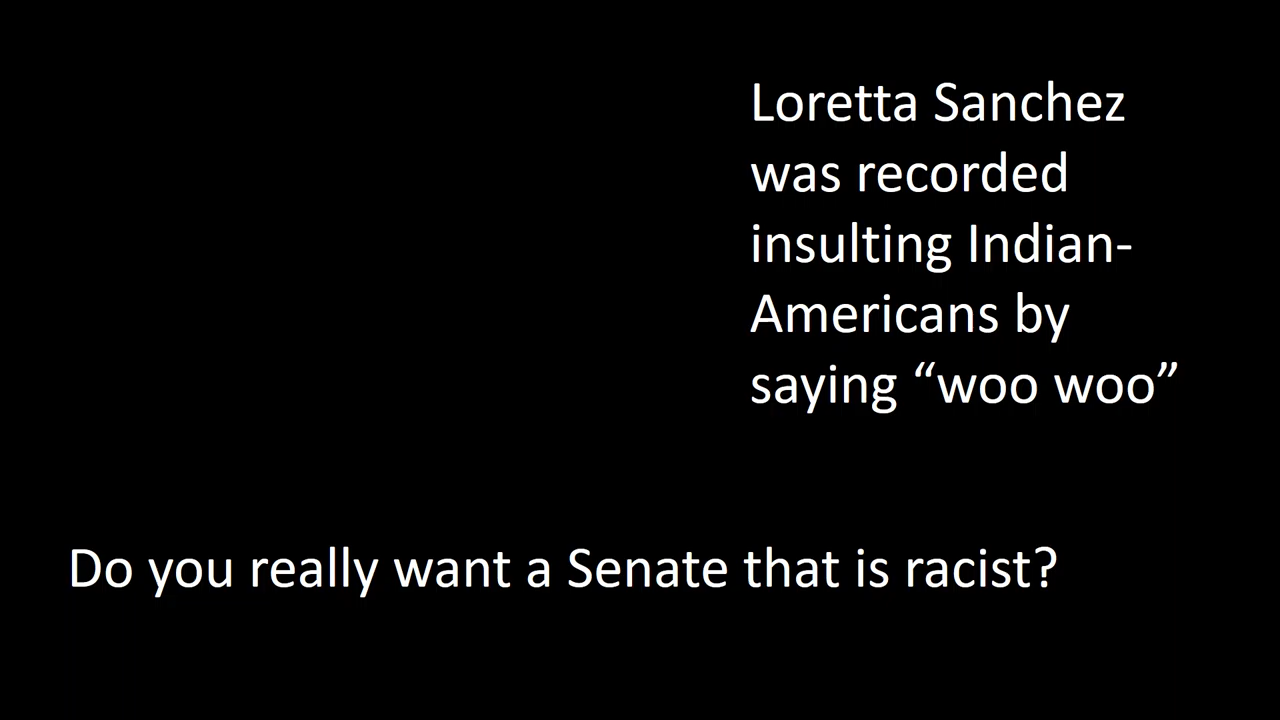 Loretta Sanchez
was recorded
insulting Indian-
Americans by
saying “woo woo”
Do you really want a Senate that is racist?